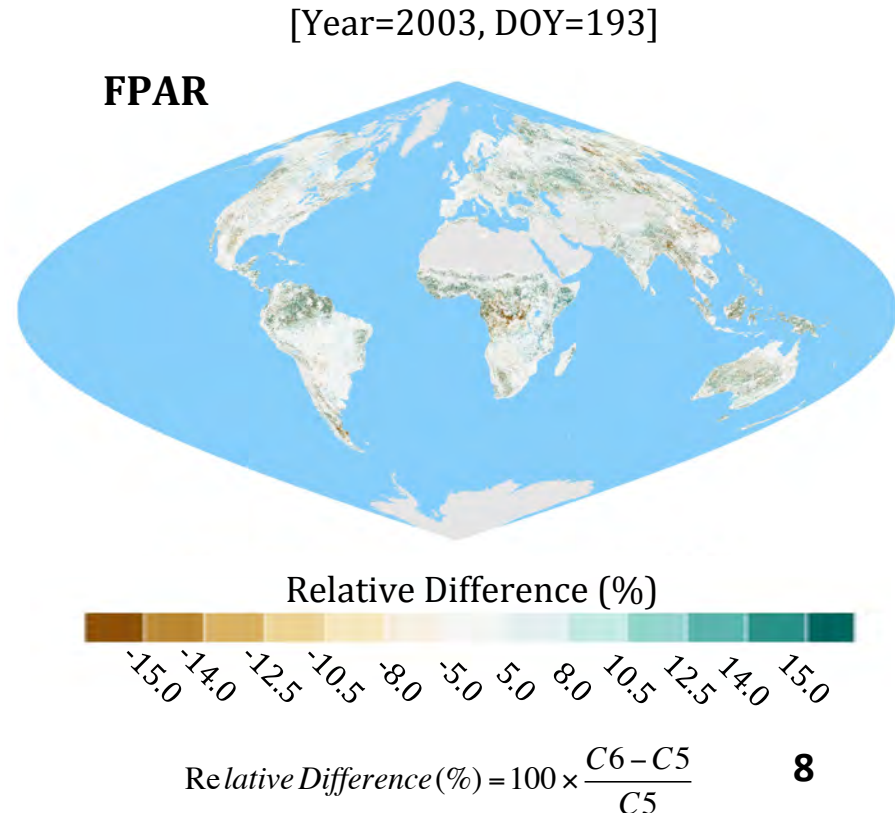 [Year=2003, DOY=193]
FPAR
Relative Difference (%)
-15.0 -14.0 -12.5 -10.5 -8.0 -5.0 5.0 8.0 10.5 12.5 14.0 15.0
Relative Difference(%) = 100 × \frac{C6 − C5}{C5}
8